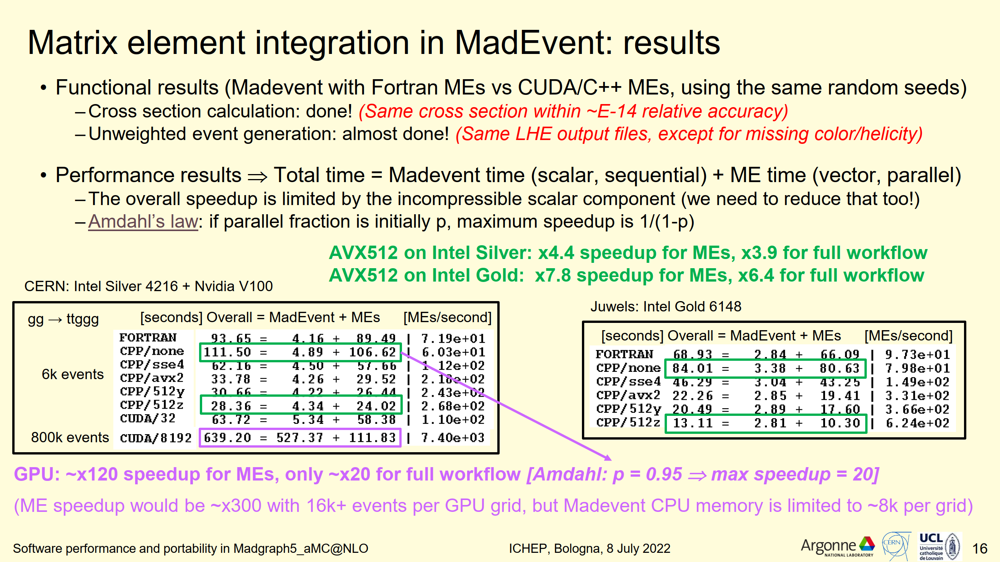 Matrix element integration in MadEvent: results
• Functional results (Madevent with Fortran MEs vs CUDA/C++ MEs, using the same random seeds)
– Cross section calculation: done! (Same cross section within ~E-14 relative accuracy)
– Unweighted event generation: almost done! (Same LHE output files, except for missing color/helicity)
• Performance results ⇒ Total time = Madevent time (scalar, sequential) + ME time (vector, parallel)
– The overall speedup is limited by the incompressible scalar component (we need to reduce that too!)
– Amdahl’s law: if parallel fraction is initially p, maximum speedup is 1/(1-p)
AVX512 on Intel Silver: x4.4 speedup for MEs, x3.9 for full workflow
AVX512 on Intel Gold: x7.8 speedup for MEs, x6.4 for full workflow
CERN: Intel Silver 4216 + Nvidia V100
gg → ttggg [seconds] Overall = MadEvent + MEs [MEs/second]
FORTRAN 93.65 = 4.16 + 89.49 | 7.19e+01
CPP/none 111.50 = 4.89 + 106.62 | 6.03e+01
CPP/sse4 62.16 = 4.50 + 57.66 | 1.12e+02
6k events
CPP/avx2 33.78 = 4.26 + 29.52 | 2.18e+02
CPP/512y 30.66 = 4.22 + 26.44 | 2.43e+02
CPP/512z 28.36 = 4.34 + 24.02 | 2.68e+02
CUDA/32 63.72 = 5.34 + 58.38 | 1.10e+02
800k events CUDA/8192 639.20 = 527.37 + 111.83 | 7.40e+03
Juwels: Intel Gold 6148
[seconds] Overall = MadEvent + MEs [MEs/second]
FORTRAN 68.93 = 2.84 + 66.09 | 9.73e+01
CPP/none 84.01 = 3.38 + 80.63 | 7.98e+01
CPP/sse4 46.29 = 3.04 + 43.25 | 1.49e+02
CPP/avx2 22.26 = 2.85 + 19.41 | 3.31e+02
CPP/512y 20.49 = 2.89 + 17.60 | 3.66e+02
CPP/512z 13.11 = 2.81 + 10.30 | 6.24e+02
GPU: ~x120 speedup for MEs, only ~x20 for full workflow [Amdahl: p = 0.95 ⇒ max speedup = 20]
(ME speedup would be ~x300 with 16k+ events per GPU grid, but Madevent CPU memory is limited to ~8k per grid)
Software performance and portability in Madgraph5_aMC@NLO
ICHEP, Bologna, 8 July 2022
Argonne
NATIONAL LABORATORY
CERN
UCL
Université
catholique
de Louvain
16